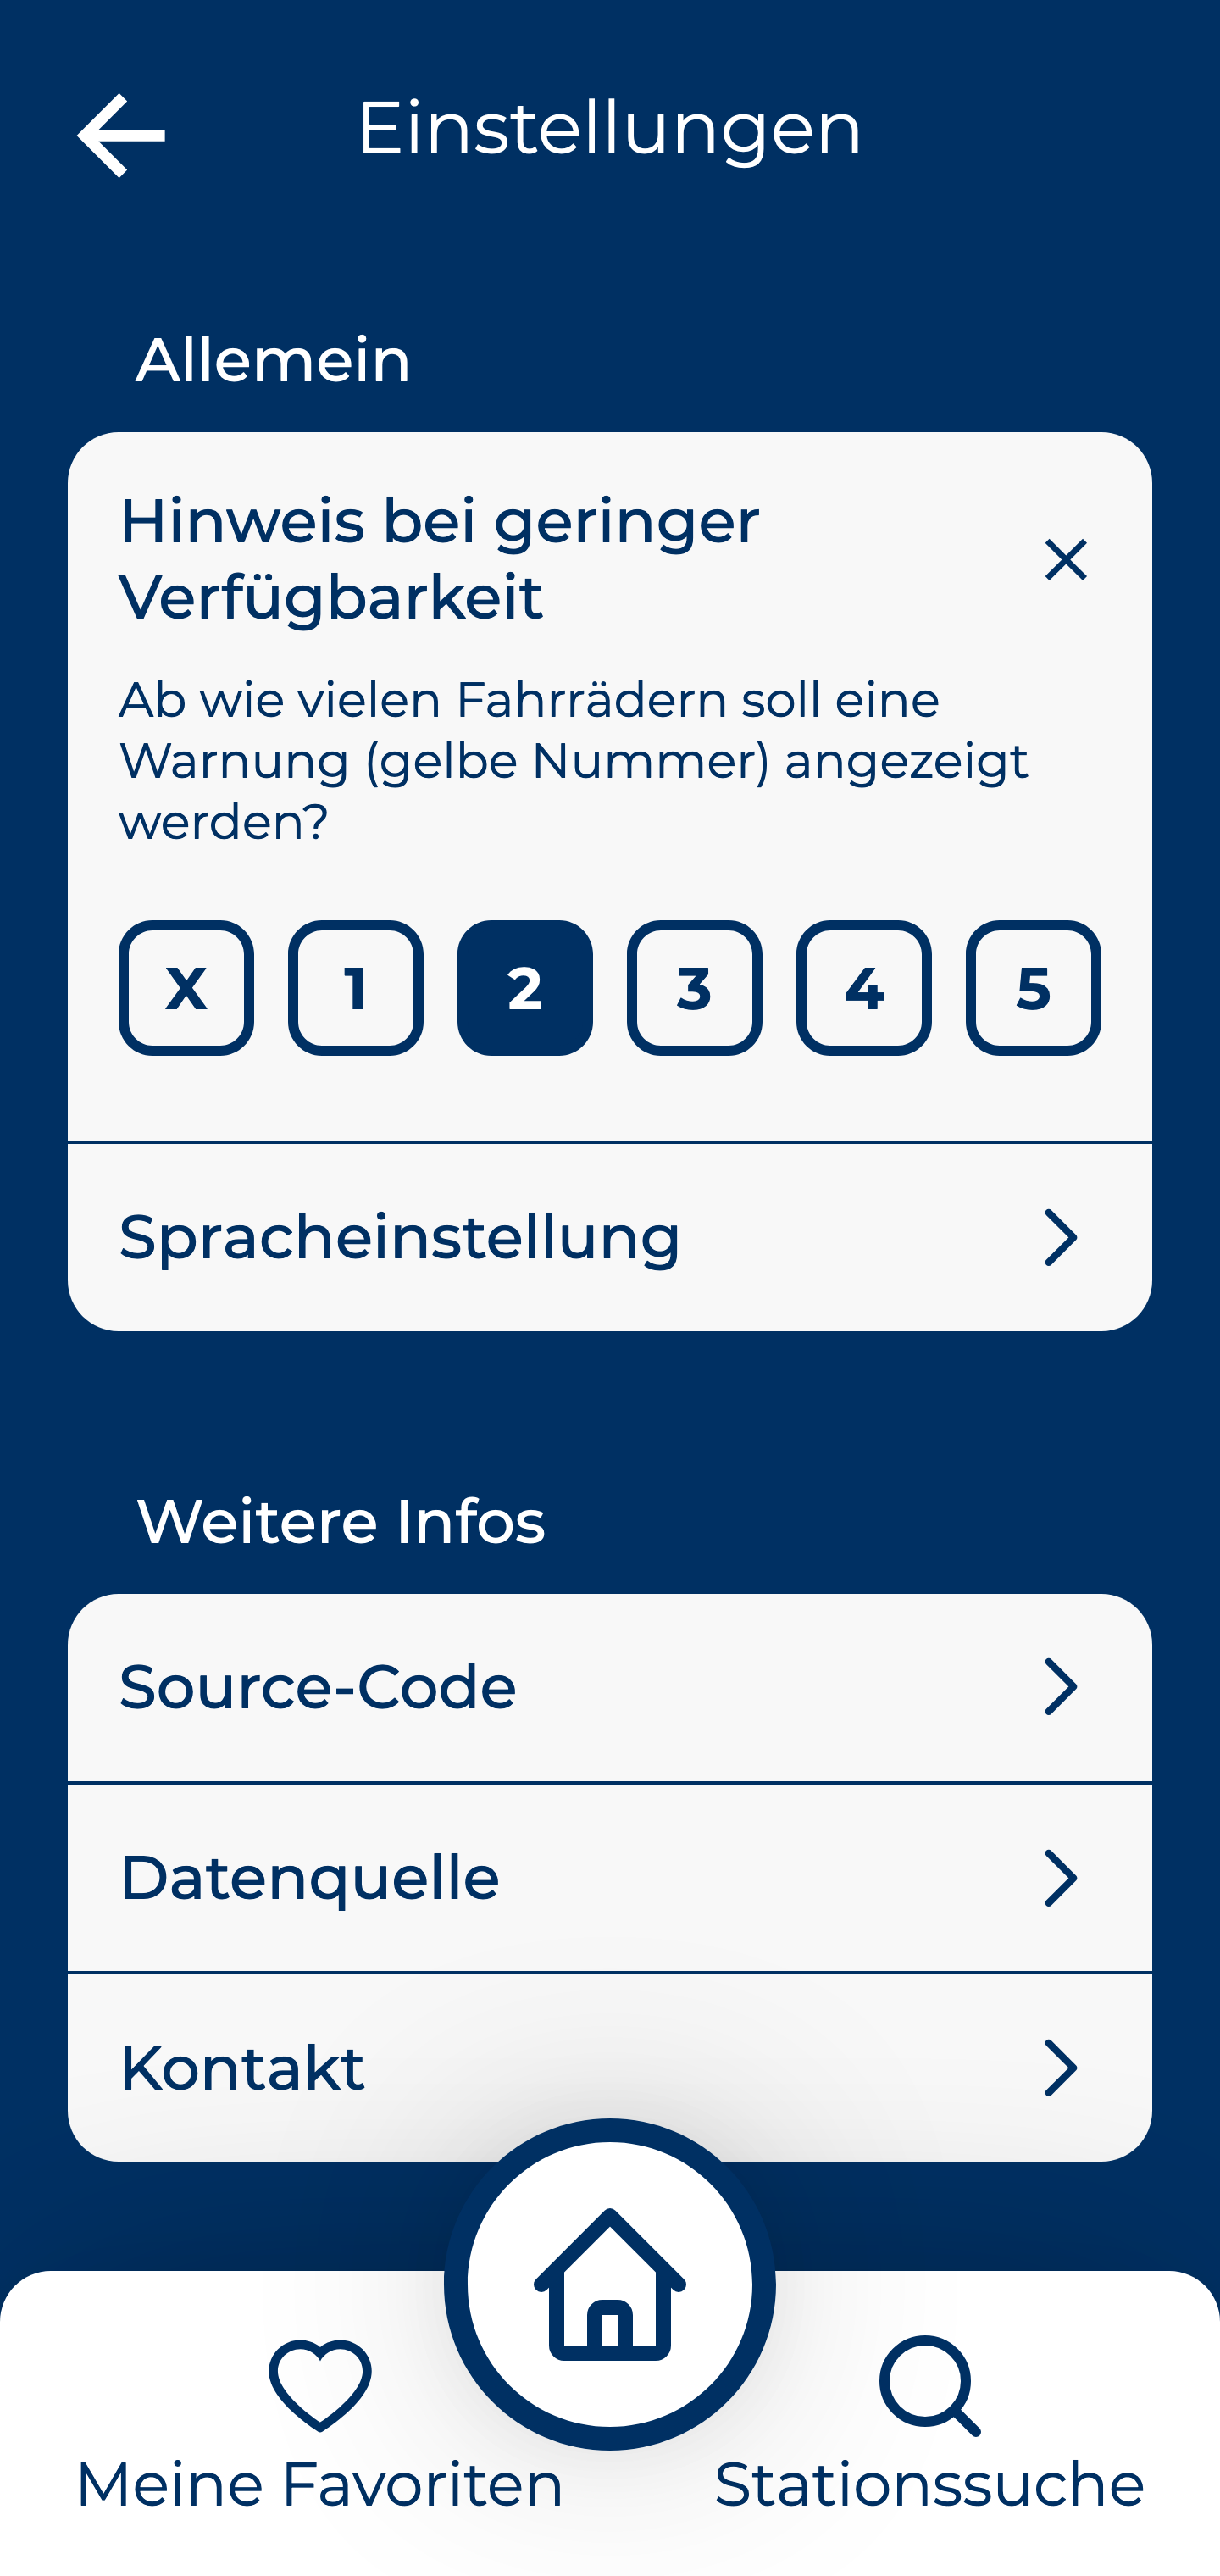 Einstellungen
Allemein
Hinweis bei geringer
Verfügbarkeit
Ab wie vielen Fahrrädern soll eine
Warnung (gelbe Nummer) angezeigt
werden?
X 1 2 3 4 5
Spracheinstellung
Weitere Infos
Source-Code
Datenquelle
Kontakt
Meine Favoriten Stationssuche